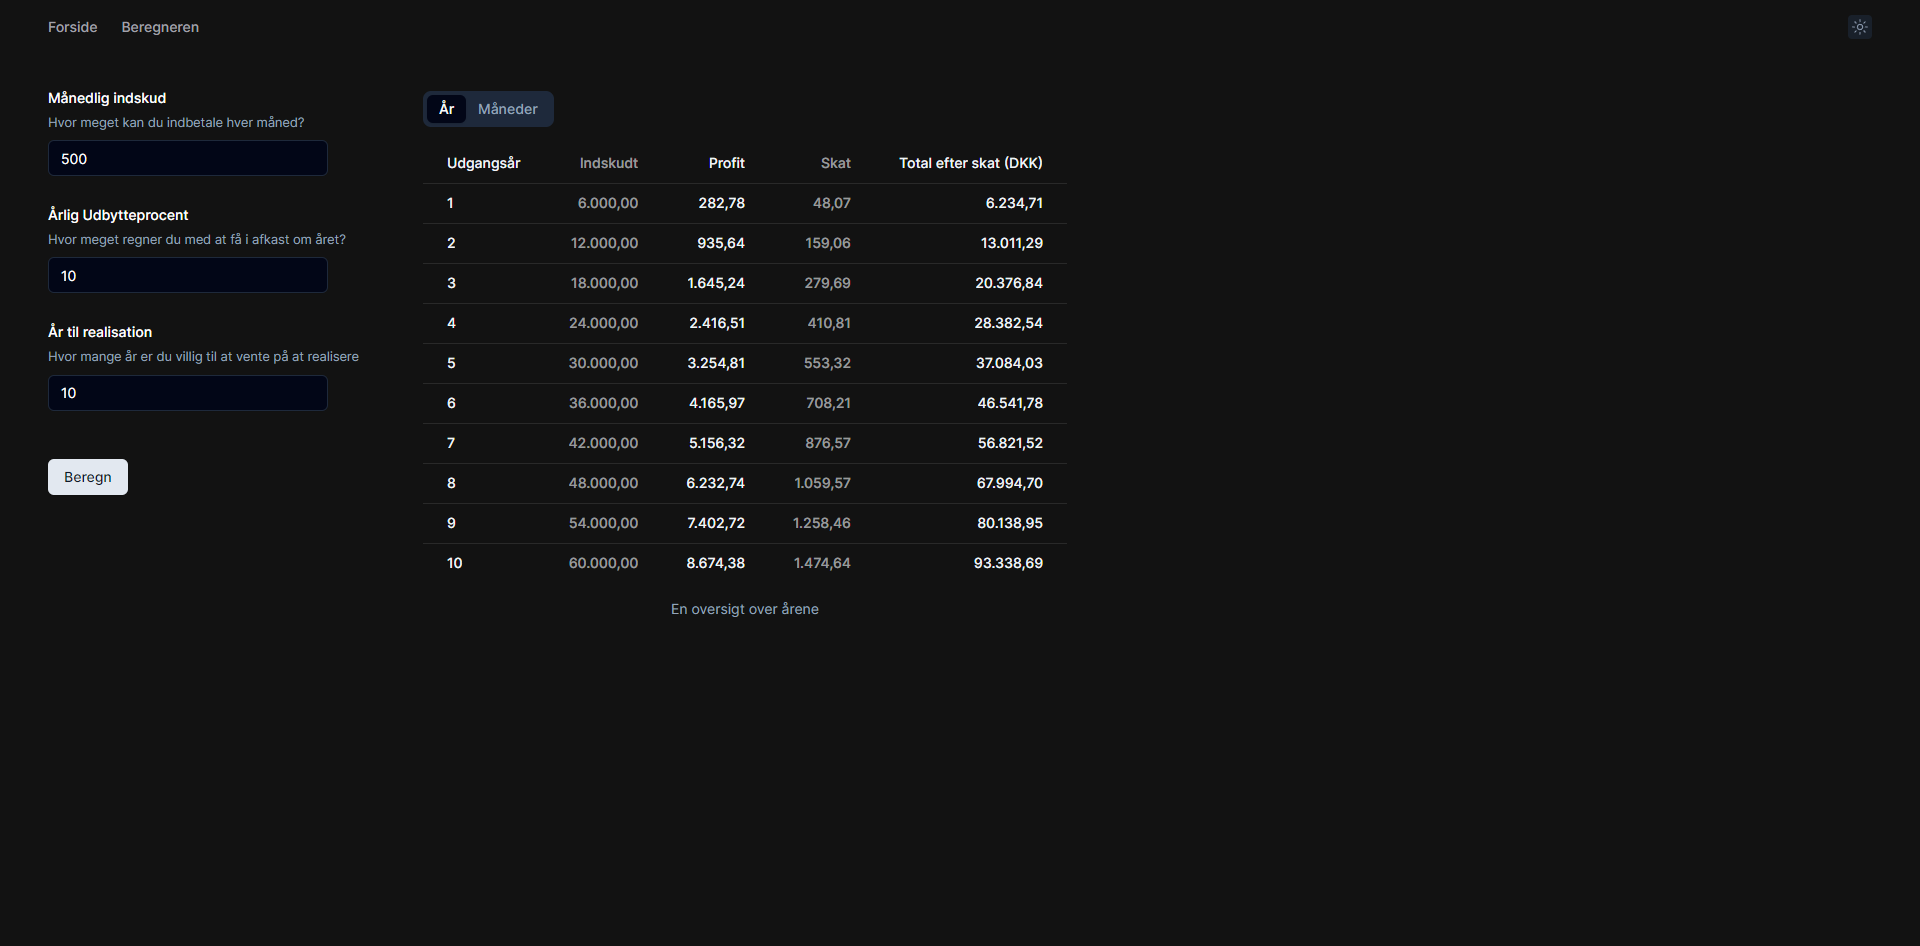 Forside Beregneren
Månedlig indskud
Hvor meget kan du indbetale hver måned?
500
Årlig Udbytteprocent
Hvor meget regner du med at få i afkast om året?
10
År til realisation
Hvor mange år er du villig til at vente på at realisere
10
Beregn
År Måneder
Udgangsår Indskudt Profit Skat Total efter skat (DKK)
1 6.000,00 282,78 48,07 6.234,71
2 12.000,00 935,64 159,06 13.011,29
3 18.000,00 1.645,24 279,69 20.376,84
4 24.000,00 2.416,51 410,81 28.382,54
5 30.000,00 3.254,81 553,32 37.084,03
6 36.000,00 4.165,97 708,21 46.541,78
7 42.000,00 5.156,32 876,57 56.821,52
8 48.000,00 6.232,74 1.059,57 67.994,70
9 54.000,00 7.402,72 1.258,46 80.138,95
10 60.000,00 8.674,38 1.474,64 93.338,69
En oversigt over årene